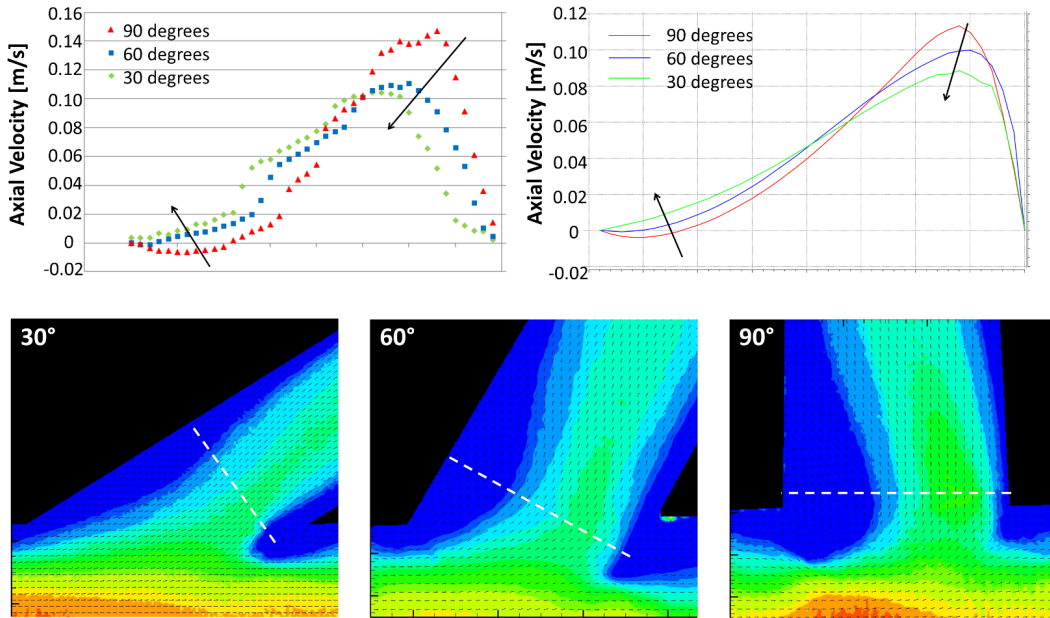 Axial Velocity [m/s]
0.16
0.14
0.12
0.10
0.08
0.06
0.04
0.02
0
-0.02
90 degrees
60 degrees
30 degrees
Axial Velocity [m/s]
0.12
0.10
0.08
0.06
0.04
0.02
0
-0.02
90 degrees
60 degrees
30 degrees
30°
60°
90°